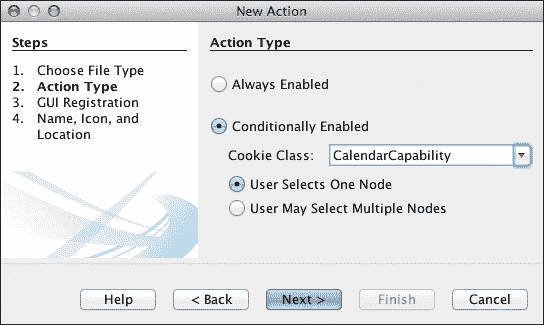 New Action
Steps
1. Choose File Type
2. Action Type
3. GUI Registration
4. Name, Icon, and
Location
Action Type
Always Enabled
Conditionally Enabled
Cookie Class: CalendarCapability
User Selects One Node
User May Select Multiple Nodes
Help
< Back
Next >
Finish
Cancel